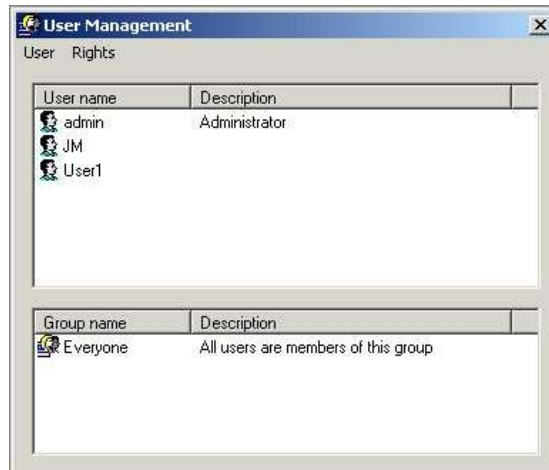 User Management
User Rights
User name Description
admin Administrator
JM
User1
Group name Description
Everyone All users are members of this group